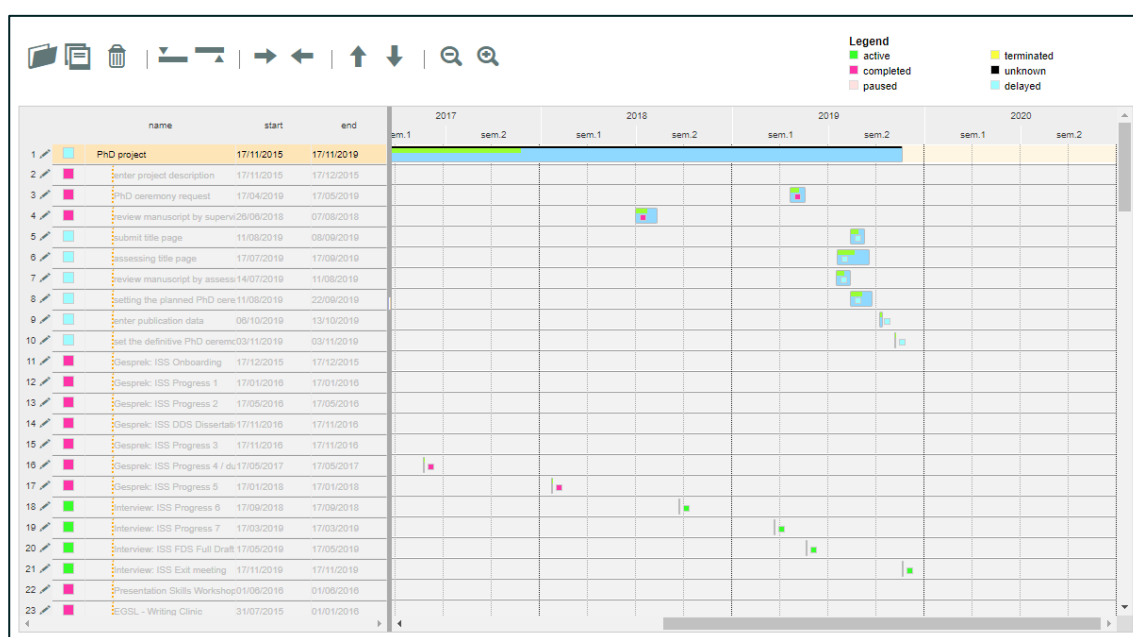 Legend
active terminated
completed unknown
paused delayed
2017 2018 2019 2020
name start end em.1 sem.2 sem.1 sem.2 sem.1 sem.2 sem.1 sem.2
1 PhD project 17/11/2015 17/11/2019
2 enter project description 17/11/2015 17/12/2015
3 PhD ceremony request 17/04/2019 17/05/2019
4 review manuscript by supervi 26/06/2018 07/08/2018
5 submit title page 11/08/2019 08/09/2019
6 assessing title page 17/07/2019 17/09/2019
7 review manuscript by assess 14/07/2019 11/08/2019
8 setting the planned PhD cere 11/08/2019 22/09/2019
9 enter publication data 06/10/2019 13/10/2019
10 set the definitive PhD ceremo 03/11/2019 03/11/2019
11 Gesprek: ISS Onboarding 17/12/2015 17/12/2015
12 Gesprek: ISS Progress 1 17/01/2016 17/01/2016
13 Gesprek: ISS Progress 2 17/05/2016 17/05/2016
14 Gesprek: ISS DDS Dissertati 17/11/2016 17/11/2016
15 Gesprek: ISS Progress 3 17/11/2016 17/11/2016
16 Gesprek: ISS Progress 4 / du 17/05/2017 17/05/2017
17 Gesprek: ISS Progress 5 17/01/2018 17/01/2018
18 Interview: ISS Progress 6 17/09/2018 17/09/2018
19 Interview: ISS Progress 7 17/03/2019 17/03/2019
20 Interview: ISS FDS Full Draft 17/05/2019 17/05/2019
21 Interview: ISS Exit meeting 17/11/2019 17/11/2019
22 Presentation Skills Workshop 01/06/2016 01/06/2016
23 EGSL - Writing Clinic 31/07/2015 01/01/2016